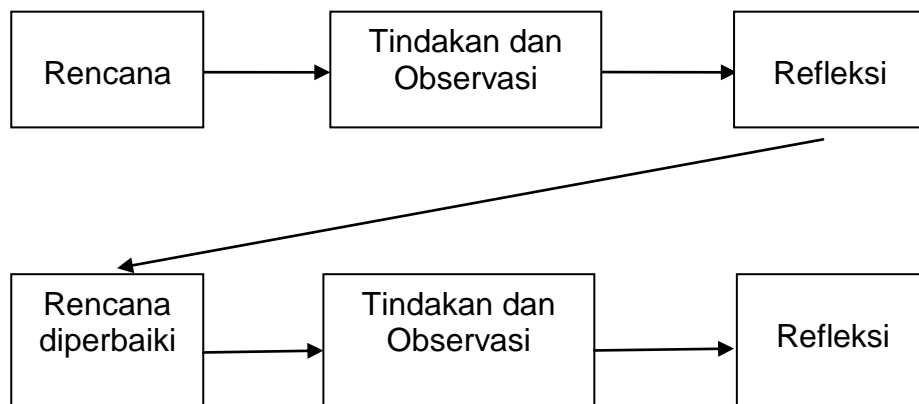 Rencana
Tindakan dan
Observasi
Refleksi
Rencana
diperbaiki
Tindakan dan
Observasi
Refleksi